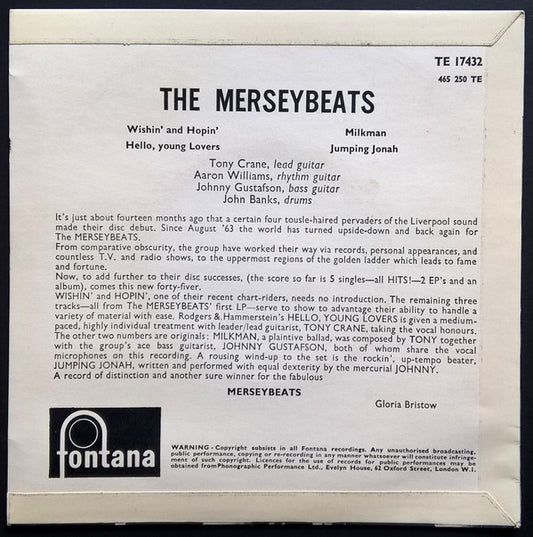 TE 17432
465 250 TE
THE MERSEYBEATS
Wishin' and Hopin'
Milkman
Hello, young Lovers
Jumping Jonah
Tony Crane, lead guitar
Aaron Williams, rhythm guitar
Johnny Gustafson, bass guitar
John Banks, drums
It's just about fourteen months ago that a certain four tousle-haired pervaders of the Liverpool sound
made their disc debut. Since August '63 the world has turned upside-down and back again for
The MERSEYBEATS.
From comparative obscurity, the group have worked their way via records, personal appearances, and
countless T.V. and radio shows, to the uppermost regions of the golden ladder which leads to fame
and fortune.
Now, to add further to their disc successes, (the score so far is 5 singles—all HITS!—2 EP's and an
album), comes this new forty-fiver.
WISHIN' and HOPIN', one of their recent chart-riders, needs no introduction. The remaining three
tracks—all from The MERSEYBEATS' first LP—serve to show to advantage their ability to handle a
variety of material with ease. Rodgers & Hammerstein's HELLO, YOUNG LOVERS is given a medium-
paced, highly individual treatment with leader/lead guitarist, TONY CRANE, taking the vocal honours.
The other two numbers are originals: MILKMAN, a plaintive ballad, was composed by TONY together
with the group's ace bass guitarist, JOHNNY GUSTAFSON, both of whom share the vocal
microphones on this recording. A rousing wind-up to the set is the rockin', up-tempo beater,
JUMPING JONAH, written and performed with equal dexterity by the mercurial JOHNNY.
A record of distinction and another sure winner for the fabulous
MERSEYBEATS
Gloria Bristow
fontana
WARNING - Copyright subsists in all Fontana recordings. Any unauthorised broadcasting,
public performance, copying or re-recording in any manner whatsoever will constitute infringe-
ment of such copyright. Licences for the use of records for public performances may be
obtained from Phonographic Performance Ltd., Evelyn House, 62 Oxford Street, London W.1.